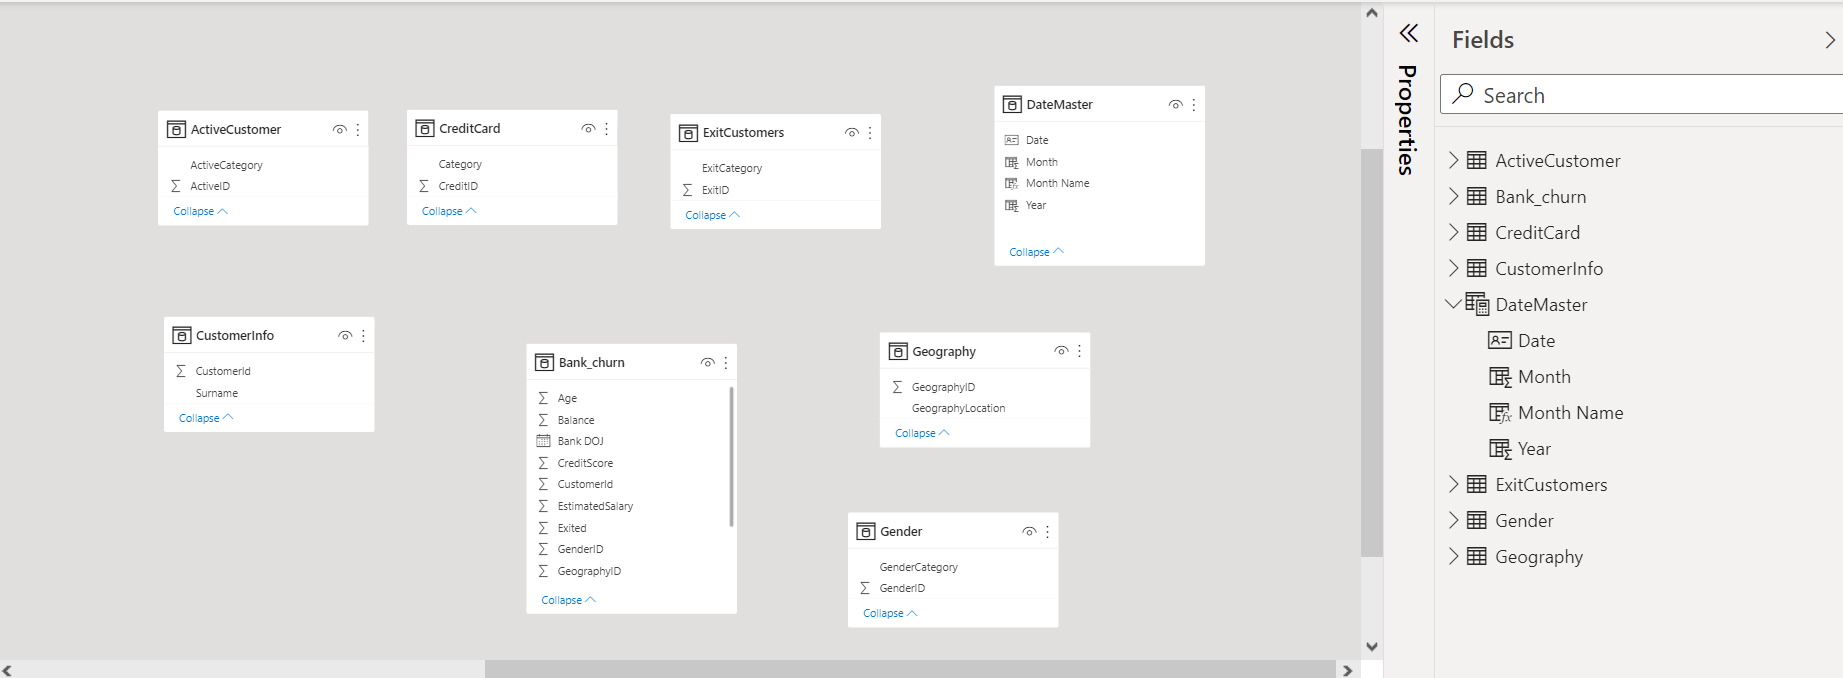 ActiveCustomer
ActiveCategory
ActiveID
Collapse
CreditCard
Category
CreditID
Collapse
ExitCustomers
ExitCategory
ExitID
Collapse
DateMaster
Date
Month
Month Name
Year
Collapse
CustomerInfo
CustomerId
Surname
Collapse
Bank_churn
Age
Balance
Bank DOJ
CreditScore
CustomerId
EstimatedSalary
Exited
GenderID
GeographyID
Collapse
Geography
GeographyID
GeographyLocation
Collapse
Gender
GenderCategory
GenderID
Collapse
Properties
Fields
Search
ActiveCustomer
Bank_churn
CreditCard
CustomerInfo
DateMaster
Date
Month
Month Name
Year
ExitCustomers
Gender
Geography